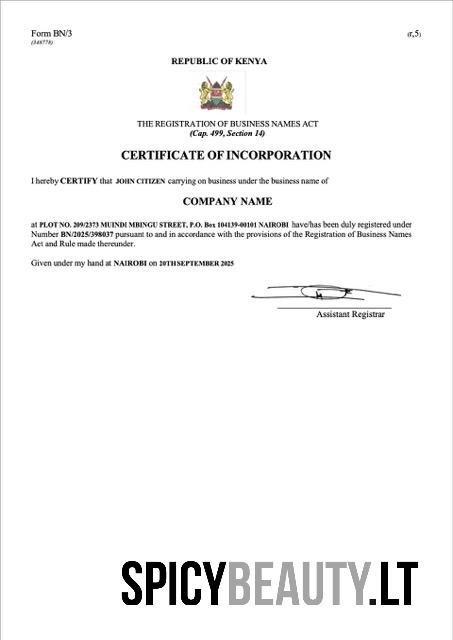 Form BN/3
(r,5)
(348778)
REPUBLIC OF KENYA
THE REGISTRATION OF BUSINESS NAMES ACT
(Cap. 499, Section 14)
CERTIFICATE OF INCORPORATION
I hereby CERTIFY that JOHN CITIZEN carrying on business under the business name of
COMPANY NAME
at PLOT NO. 209/2373 MUINDI MBINGU STREET, P.O. Box 104139-00101 NAIROBI have/has been duly registered under
Number BN/2025/398037 pursuant to and in accordance with the provisions of the Registration of Business Names
Act and Rule made thereunder.
Given under my hand at NAIROBI on 20TH SEPTEMBER 2025
Assistant Registrar
SPICYBEAUTY.LT